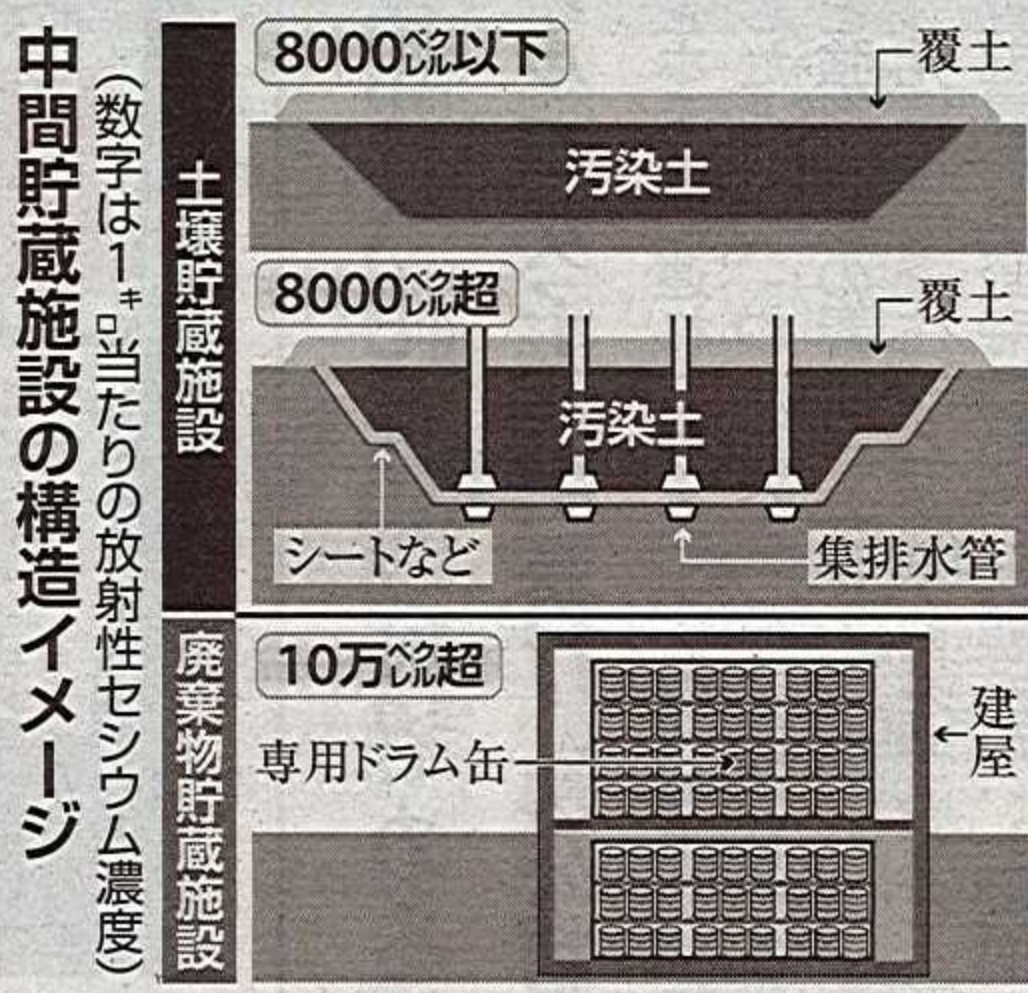 中間貯蔵施設の構造イメージ
(数字は1㌔当たりの放射性セシウム濃度)
土壌貯蔵施設
8000ベクレル以下
覆土
汚染土
8000ベクレル超
覆土
汚染土
シートなど
集排水管
廃棄物貯蔵施設
10万ベクレル超
専用ドラム缶
建屋